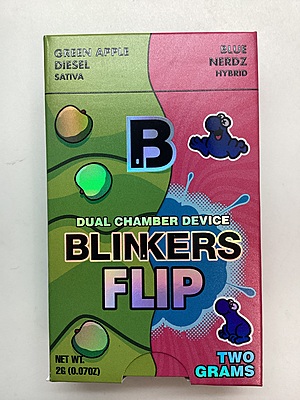 GREEN APPLE
DIESEL
SATIVA
BLUE
NERDZ
HYBRID
B
DUAL CHAMBER DEVICE
BLINKERS
FLIP
NET WT.
2G (0.07OZ)
TWO
GRAMS